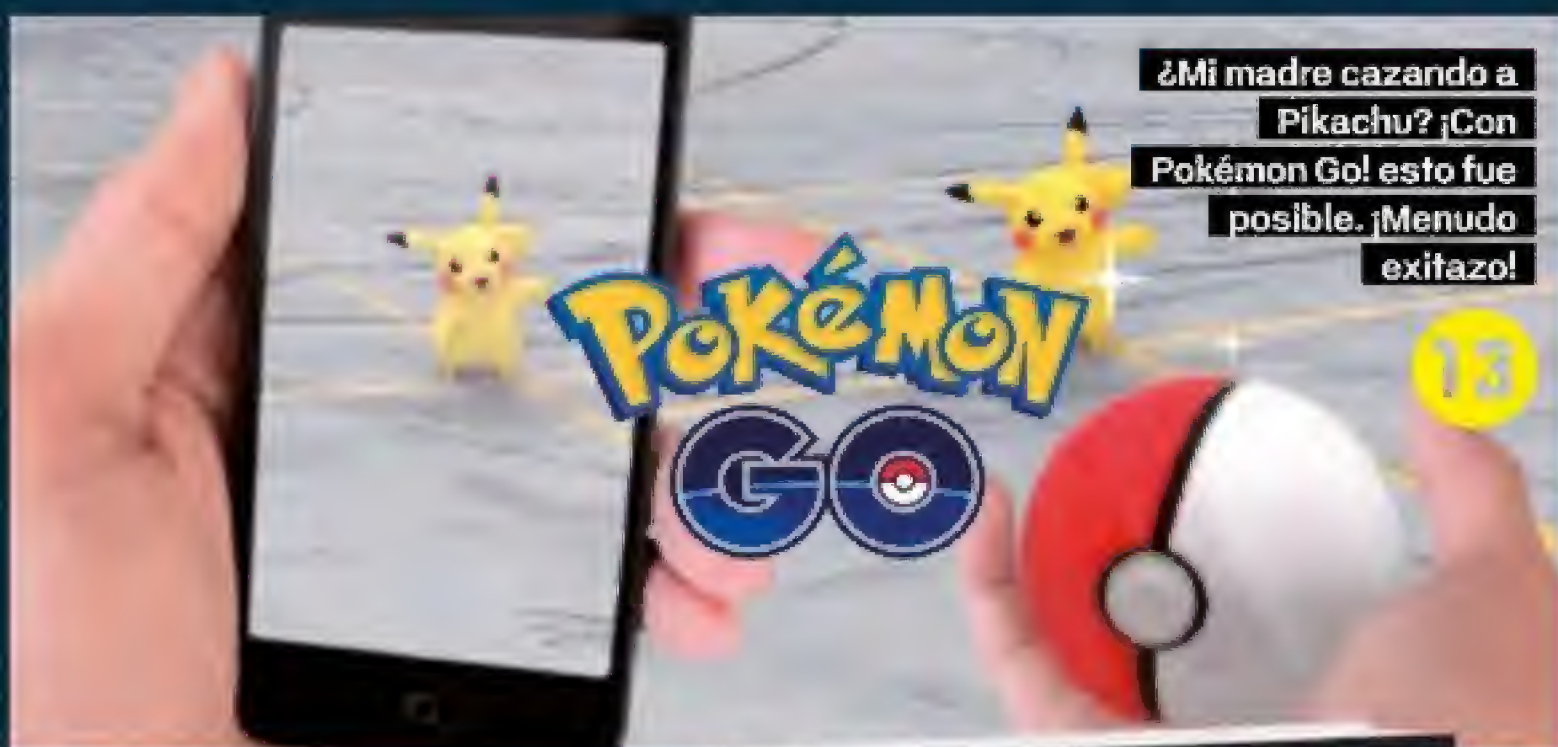 ¿Mi madre cazando a
Pikachu? ¡Con
Pokémon Go! esto fue
posible. ¡Menudo
exitazo!
13
POKéMON
GO